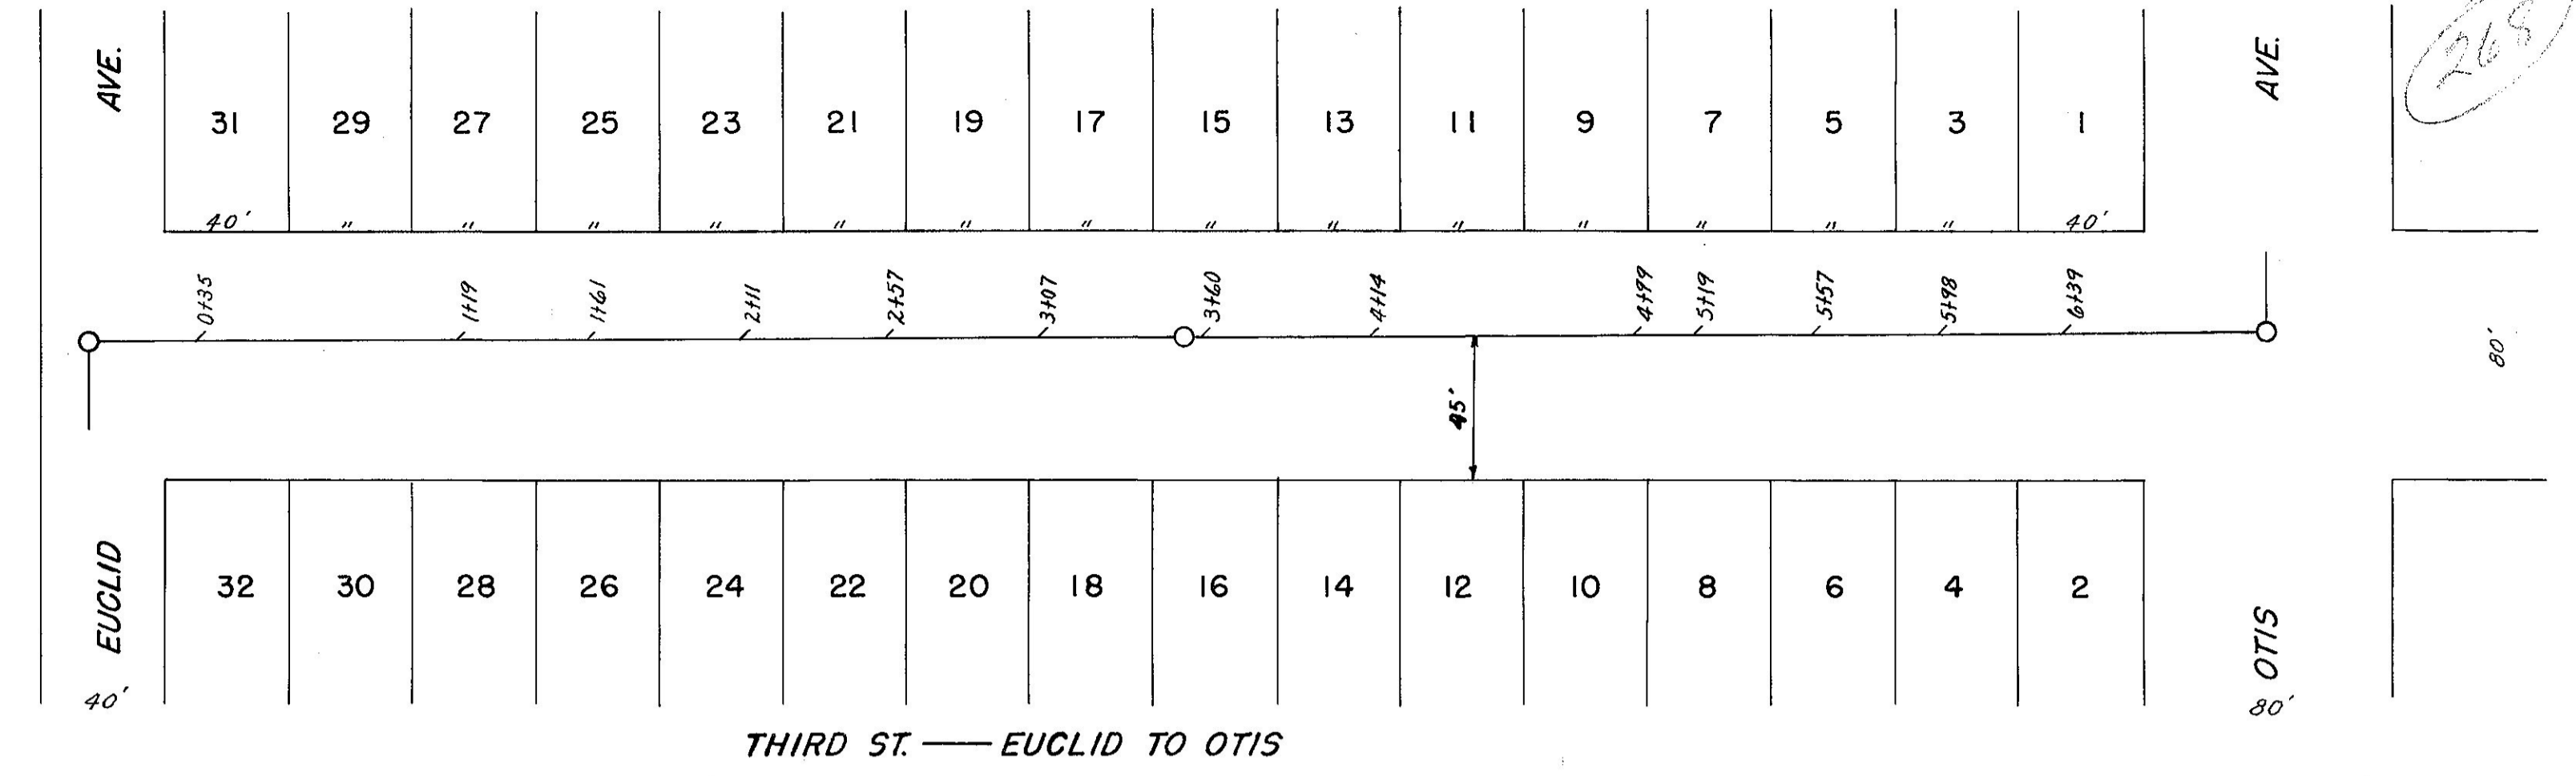 AVE.
31 29 27 25 23 21 19 17 15 13 11 9 7 5 3 1
AVE.
268
40' " " " " " " " " " " " " " " 40'
0+35 1+19 1+61 2+11 2+57 3+07 3+60 4+14 4+99 5+19 5+57 5+98 6+39
80'
45'
EUCLID
32 30 28 26 24 22 20 18 16 14 12 10 8 6 4 2
OTIS
40'
80'
THIRD ST. — EUCLID TO OTIS